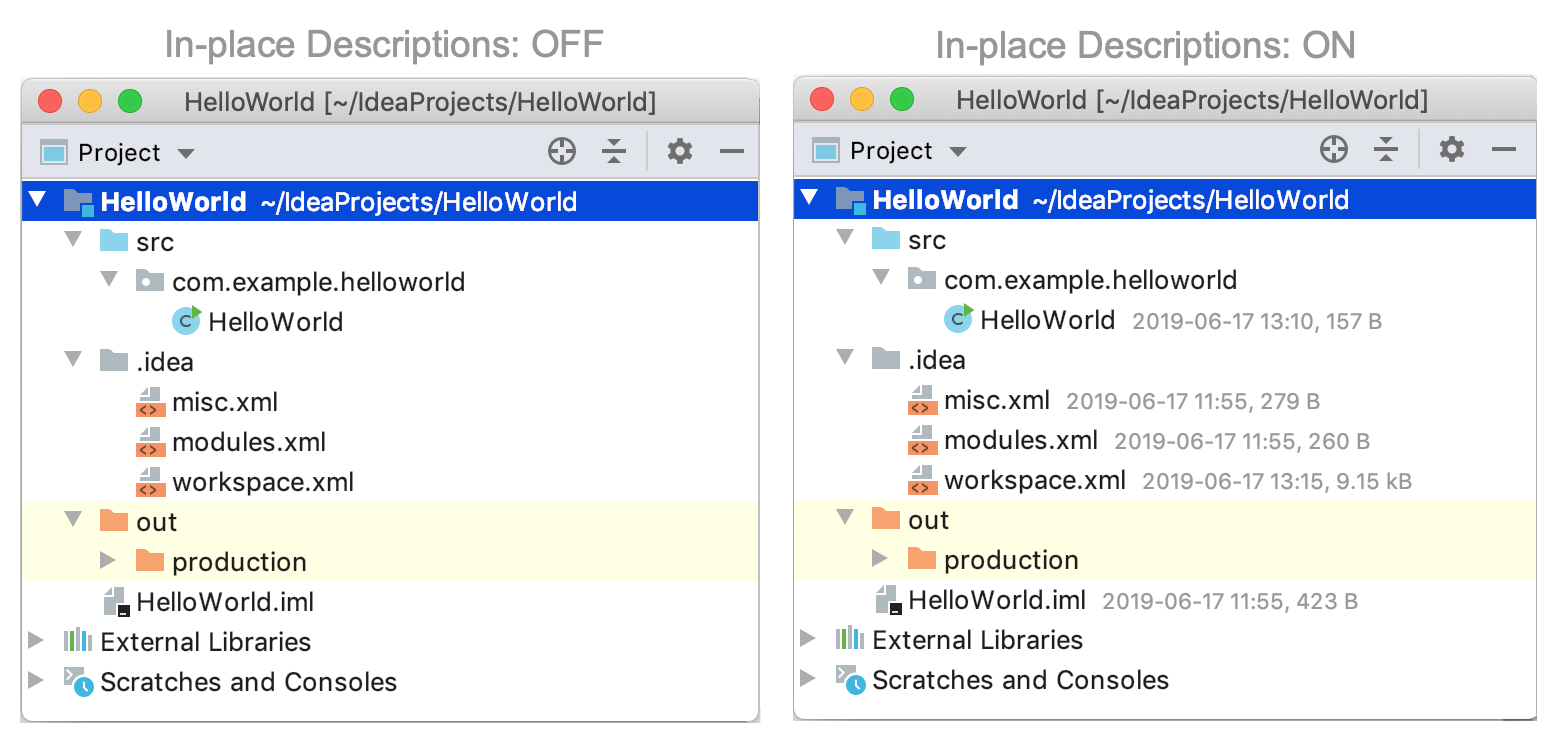 In-place Descriptions: OFF
HelloWorld [~/IdeaProjects/HelloWorld]
Project
HelloWorld ~/IdeaProjects/HelloWorld
src
com.example.helloworld
C HelloWorld
.idea
<> misc.xml
<> modules.xml
<> workspace.xml
out
production
HelloWorld.iml
External Libraries
Scratches and Consoles
In-place Descriptions: ON
HelloWorld [~/IdeaProjects/HelloWorld]
Project
HelloWorld ~/IdeaProjects/HelloWorld
src
com.example.helloworld
C HelloWorld 2019-06-17 13:10, 157 B
.idea
<> misc.xml 2019-06-17 11:55, 279 B
<> modules.xml 2019-06-17 11:55, 260 B
<> workspace.xml 2019-06-17 13:15, 9.15 kB
out
production
HelloWorld.iml 2019-06-17 11:55, 423 B
External Libraries
Scratches and Consoles